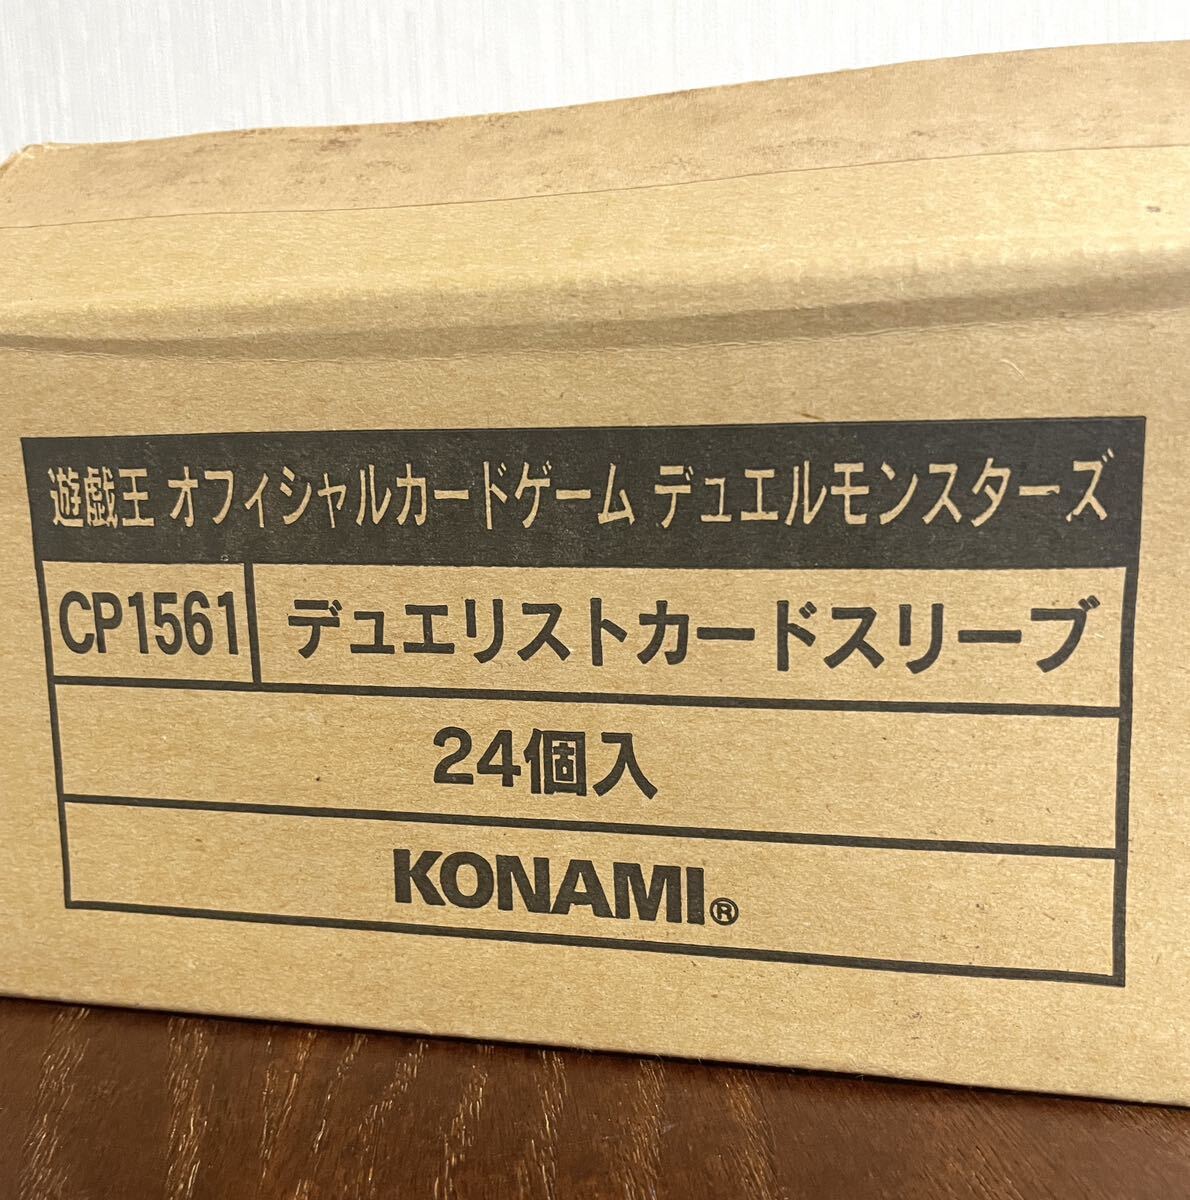 遊戯王 オフィシャルカードゲーム デュエルモンスターズ
CP1561 デュエリストカードスリーブ
24個入
KONAMI®